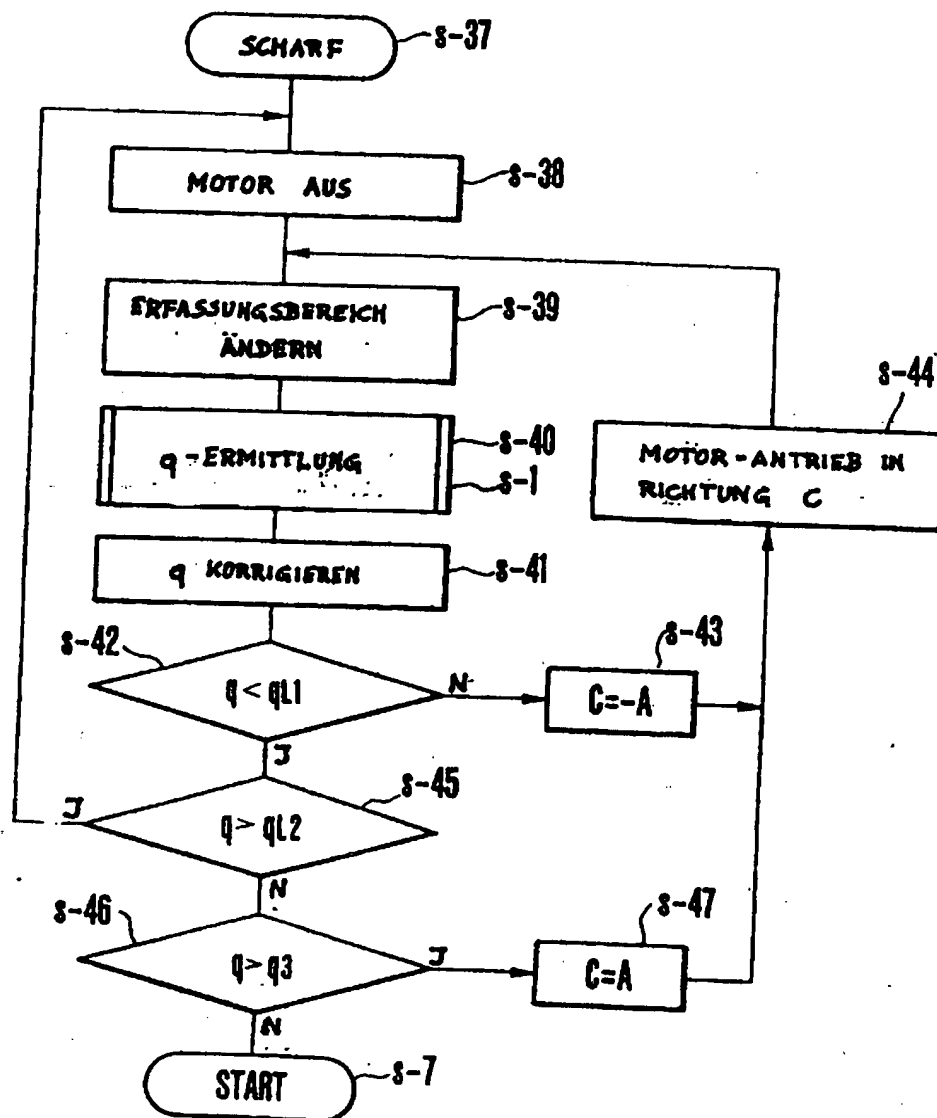 SCHARF
s-37
MOTOR AUS
s-38
ERFASSUNGSBEREICH
ÄNDERN
s-39
s-44
q-ERMITTLUNG
s-40
s-1
MOTOR-ANTRIEB IN
RICHTUNG C
q KORRIGIEREN
s-41
s-42
q < qL1
N
s-43
C=-A
J
s-45
J
q > qL2
N
s-46
q > q3
J
s-47
C=A
N
START
s-7